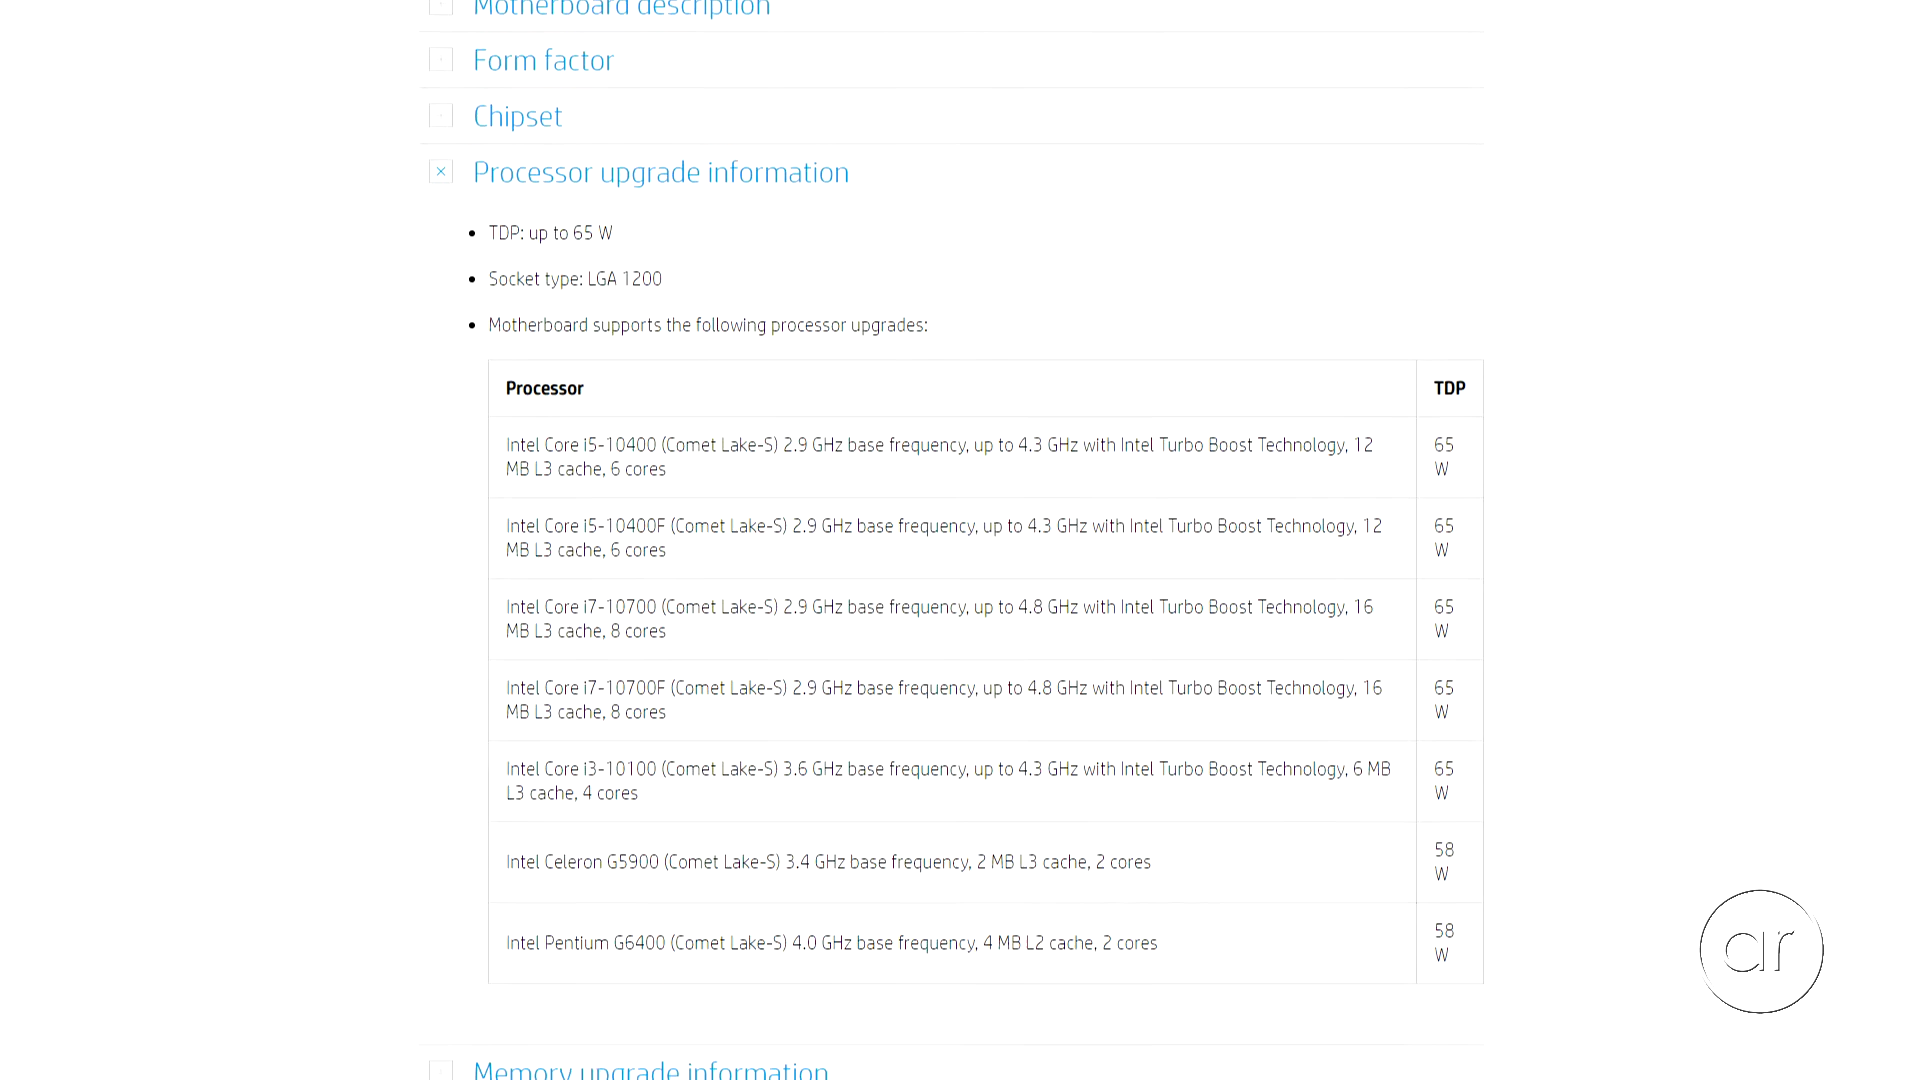 Motherboard description
Form factor
Chipset
Processor upgrade information
TDP: up to 65 W
Socket type: LGA 1200
Motherboard supports the following processor upgrades:
Processor TDP
Intel Core i5-10400 (Comet Lake-S) 2.9 GHz base frequency, up to 4.3 GHz with Intel Turbo Boost Technology, 12 65
MB L3 cache, 6 cores W
Intel Core i5-10400F (Comet Lake-S) 2.9 GHz base frequency, up to 4.3 GHz with Intel Turbo Boost Technology, 12 65
MB L3 cache, 6 cores W
Intel Core i7-10700 (Comet Lake-S) 2.9 GHz base frequency, up to 4.8 GHz with Intel Turbo Boost Technology, 16 65
MB L3 cache, 8 cores W
Intel Core i7-10700F (Comet Lake-S) 2.9 GHz base frequency, up to 4.8 GHz with Intel Turbo Boost Technology, 16 65
MB L3 cache, 8 cores W
Intel Core i3-10100 (Comet Lake-S) 3.6 GHz base frequency, up to 4.3 GHz with Intel Turbo Boost Technology, 6 MB 65
L3 cache, 4 cores W
Intel Celeron G5900 (Comet Lake-S) 3.4 GHz base frequency, 2 MB L3 cache, 2 cores 58
W
Intel Pentium G6400 (Comet Lake-S) 4.0 GHz base frequency, 4 MB L2 cache, 2 cores 58
W
ar
Memory upgrade information